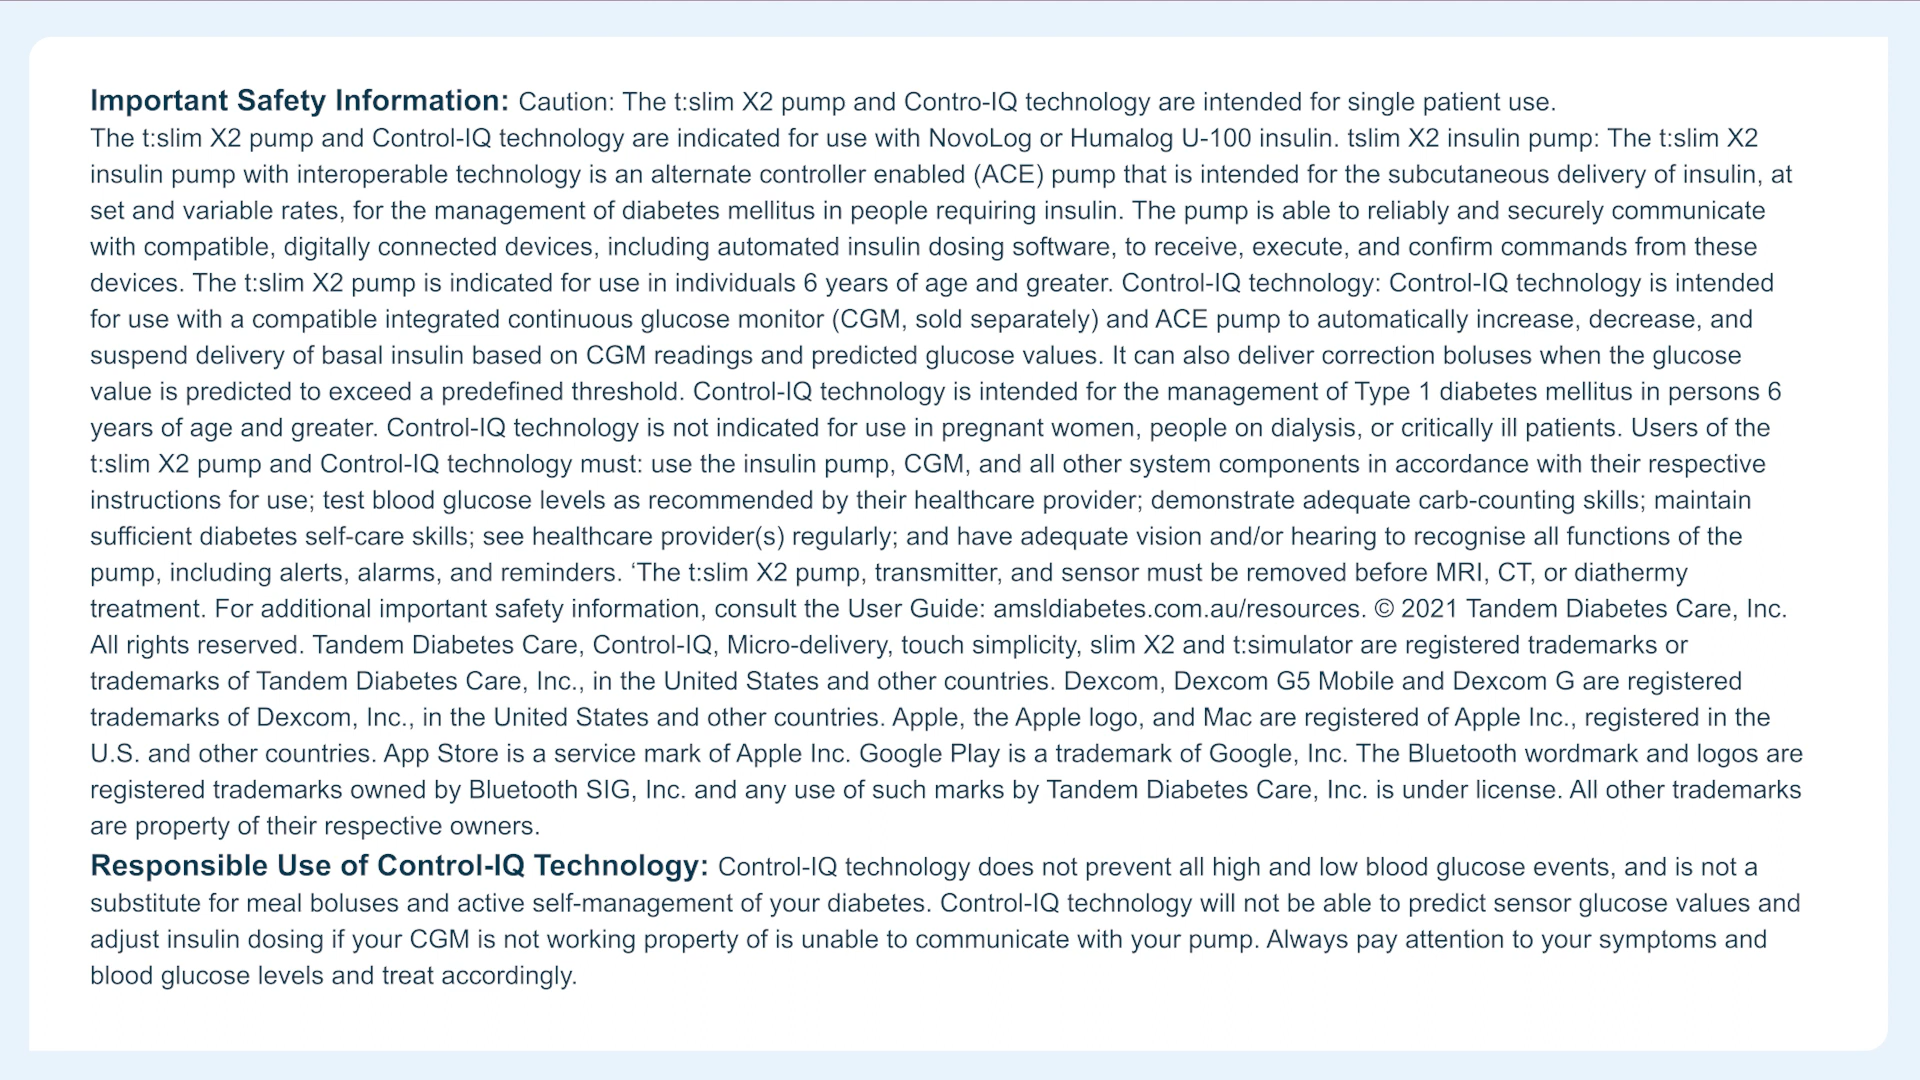 Important Safety Information: Caution: The t:slim X2 pump and Contro-IQ technology are intended for single patient use.
The t:slim X2 pump and Control-IQ technology are indicated for use with NovoLog or Humalog U-100 insulin. tslim X2 insulin pump: The t:slim X2
insulin pump with interoperable technology is an alternate controller enabled (ACE) pump that is intended for the subcutaneous delivery of insulin, at
set and variable rates, for the management of diabetes mellitus in people requiring insulin. The pump is able to reliably and securely communicate
with compatible, digitally connected devices, including automated insulin dosing software, to receive, execute, and confirm commands from these
devices. The t:slim X2 pump is indicated for use in individuals 6 years of age and greater. Control-IQ technology: Control-IQ technology is intended
for use with a compatible integrated continuous glucose monitor (CGM, sold separately) and ACE pump to automatically increase, decrease, and
suspend delivery of basal insulin based on CGM readings and predicted glucose values. It can also deliver correction boluses when the glucose
value is predicted to exceed a predefined threshold. Control-IQ technology is intended for the management of Type 1 diabetes mellitus in persons 6
years of age and greater. Control-IQ technology is not indicated for use in pregnant women, people on dialysis, or critically ill patients. Users of the
t:slim X2 pump and Control-IQ technology must: use the insulin pump, CGM, and all other system components in accordance with their respective
instructions for use; test blood glucose levels as recommended by their healthcare provider; demonstrate adequate carb-counting skills; maintain
sufficient diabetes self-care skills; see healthcare provider(s) regularly; and have adequate vision and/or hearing to recognise all functions of the
pump, including alerts, alarms, and reminders. ‘The t:slim X2 pump, transmitter, and sensor must be removed before MRI, CT, or diathermy
treatment. For additional important safety information, consult the User Guide: amsldiabetes.com.au/resources. © 2021 Tandem Diabetes Care, Inc.
All rights reserved. Tandem Diabetes Care, Control-IQ, Micro-delivery, touch simplicity, slim X2 and t:simulator are registered trademarks or
trademarks of Tandem Diabetes Care, Inc., in the United States and other countries. Dexcom, Dexcom G5 Mobile and Dexcom G are registered
trademarks of Dexcom, Inc., in the United States and other countries. Apple, the Apple logo, and Mac are registered of Apple Inc., registered in the
U.S. and other countries. App Store is a service mark of Apple Inc. Google Play is a trademark of Google, Inc. The Bluetooth wordmark and logos are
registered trademarks owned by Bluetooth SIG, Inc. and any use of such marks by Tandem Diabetes Care, Inc. is under license. All other trademarks
are property of their respective owners.
Responsible Use of Control-IQ Technology: Control-IQ technology does not prevent all high and low blood glucose events, and is not a
substitute for meal boluses and active self-management of your diabetes. Control-IQ technology will not be able to predict sensor glucose values and
adjust insulin dosing if your CGM is not working property of is unable to communicate with your pump. Always pay attention to your symptoms and
blood glucose levels and treat accordingly.